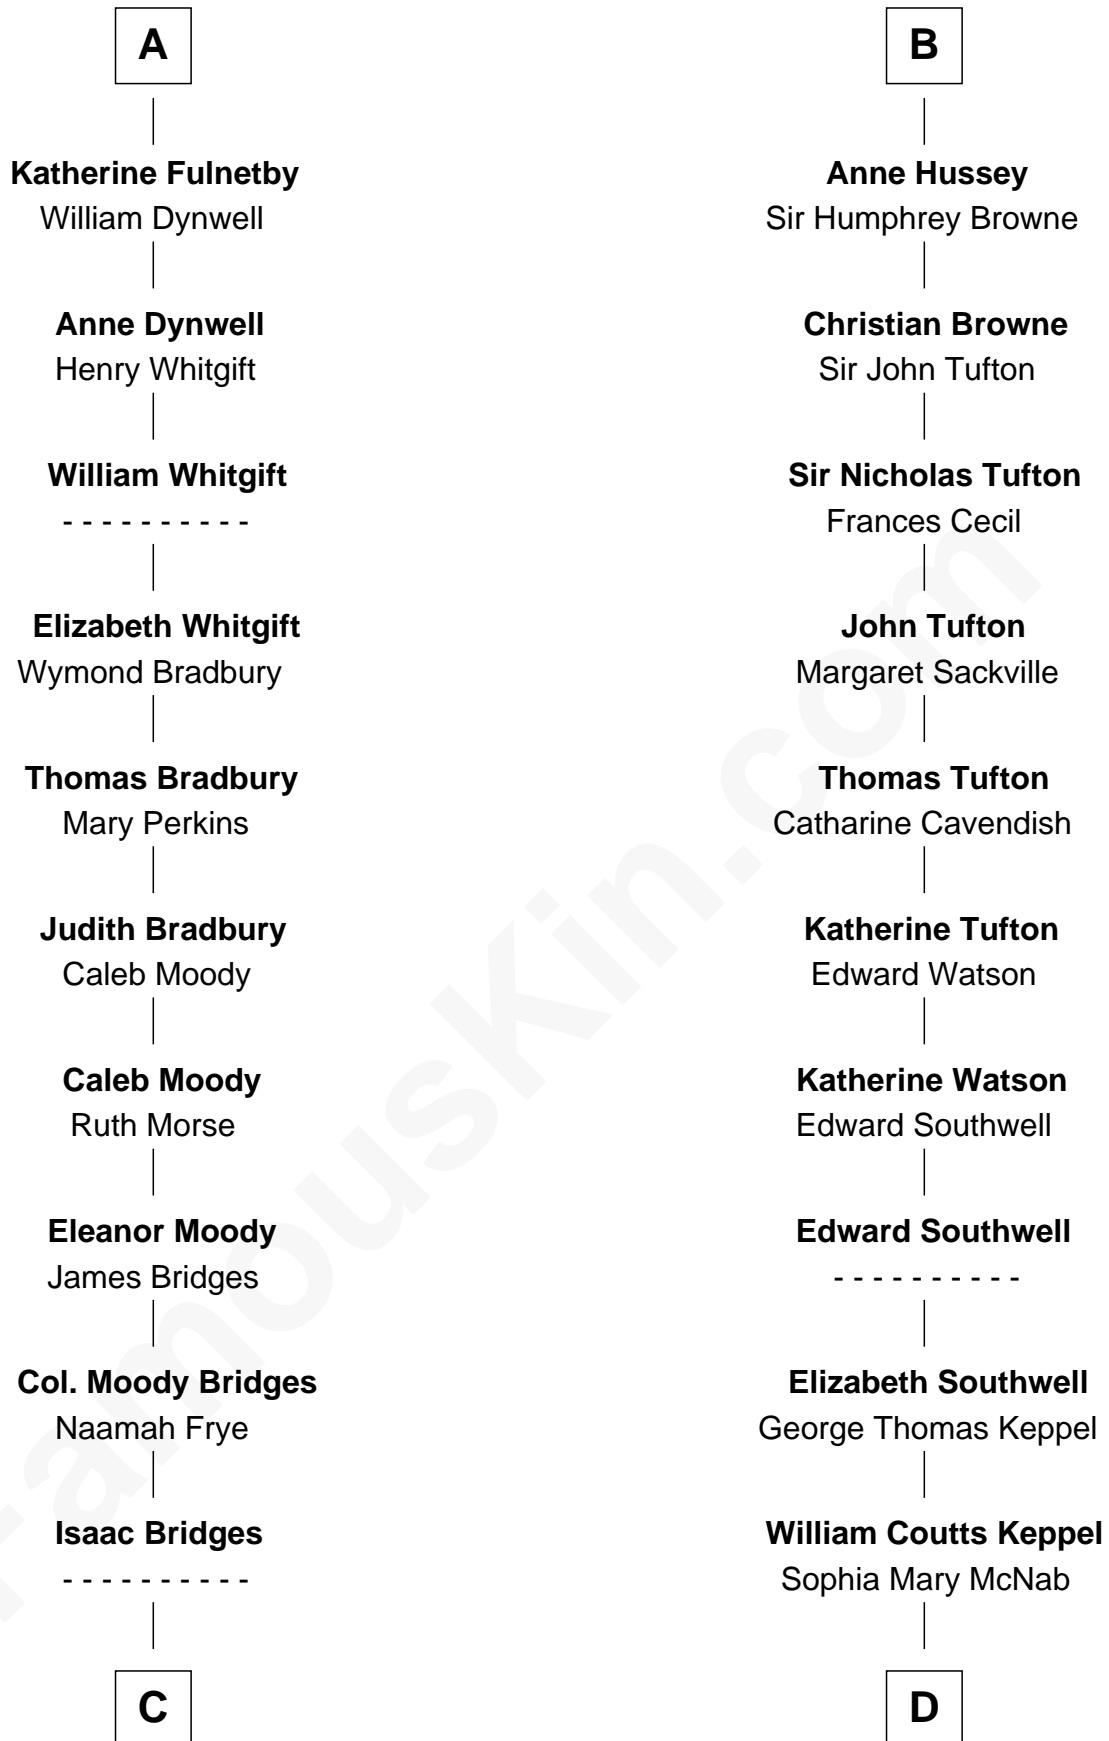 A
Katherine Fulnetby
William Dynwell
Anne Dynwell
Henry Whitgift
William Whitgift
- - - - - - - - - -
Elizabeth Whitgift
Wymond Bradbury
Thomas Bradbury
Mary Perkins
Judith Bradbury
Caleb Moody
Caleb Moody
Ruth Morse
Eleanor Moody
James Bridges
Col. Moody Bridges
Naamah Frye
Isaac Bridges
- - - - - - - - - -
C
B
Anne Hussey
Sir Humphrey Browne
Christian Browne
Sir John Tufton
Sir Nicholas Tufton
Frances Cecil
John Tufton
Margaret Sackville
Thomas Tufton
Catharine Cavendish
Katherine Tufton
Edward Watson
Katherine Watson
Edward Southwell
Edward Southwell
- - - - - - - - - -
Elizabeth Southwell
George Thomas Keppel
William Coutts Keppel
Sophia Mary McNab
D
FamousKin.com